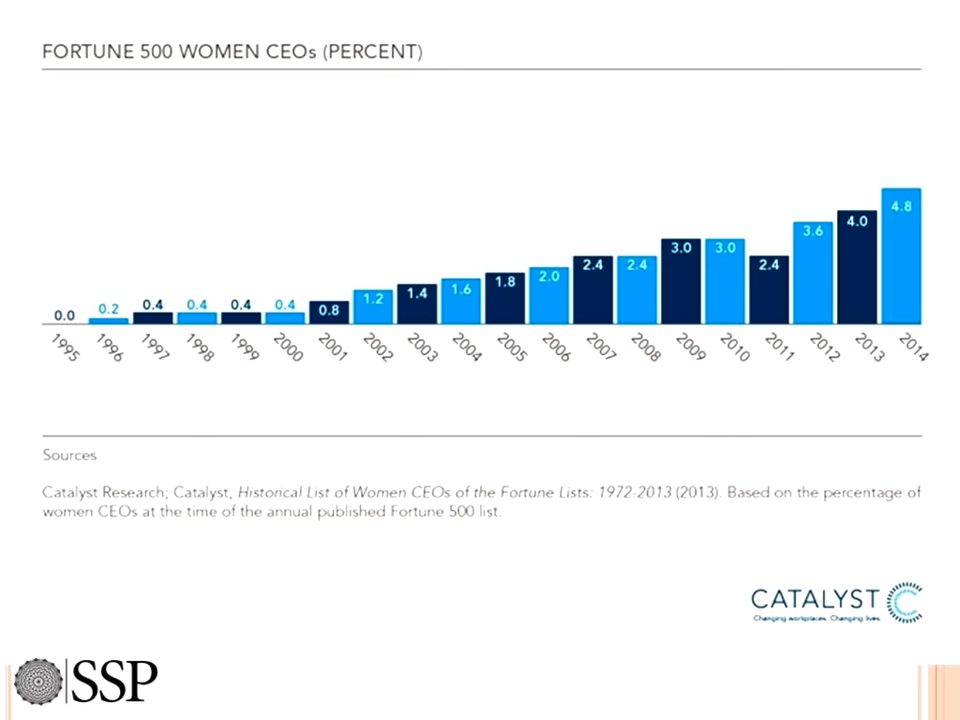 FORTUNE 500 WOMEN CEOs (PERCENT)
0.0 0.2 0.4 0.4 0.4 0.4 0.8 1.2 1.4 1.6 1.8 2.0 2.4 2.4 3.0 3.0 2.4 3.6 4.0 4.8
1995 1996 1997 1998 1999 2000 2001 2002 2003 2004 2005 2006 2007 2008 2009 2010 2011 2012 2013 2014
Sources
Catalyst Research; Catalyst, Historical List of Women CEOs of the Fortune Lists: 1972-2013 (2013). Based on the percentage of
women CEOs at the time of the annual published Fortune 500 list.
CATALYST
Changing workplaces. Changing lives.
SSP